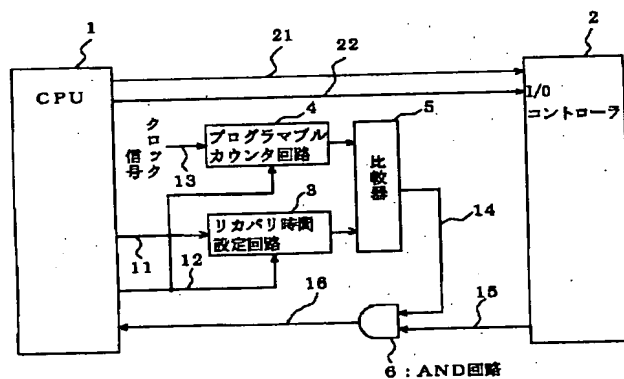 1
21
22
2
CPU
4
5
I/O
コントローラ
クロック
信号
13
プログラマブル
カウンタ回路
比較器
3
14
リカバリ時間
設定回路
11
12
16
15
6：AND回路